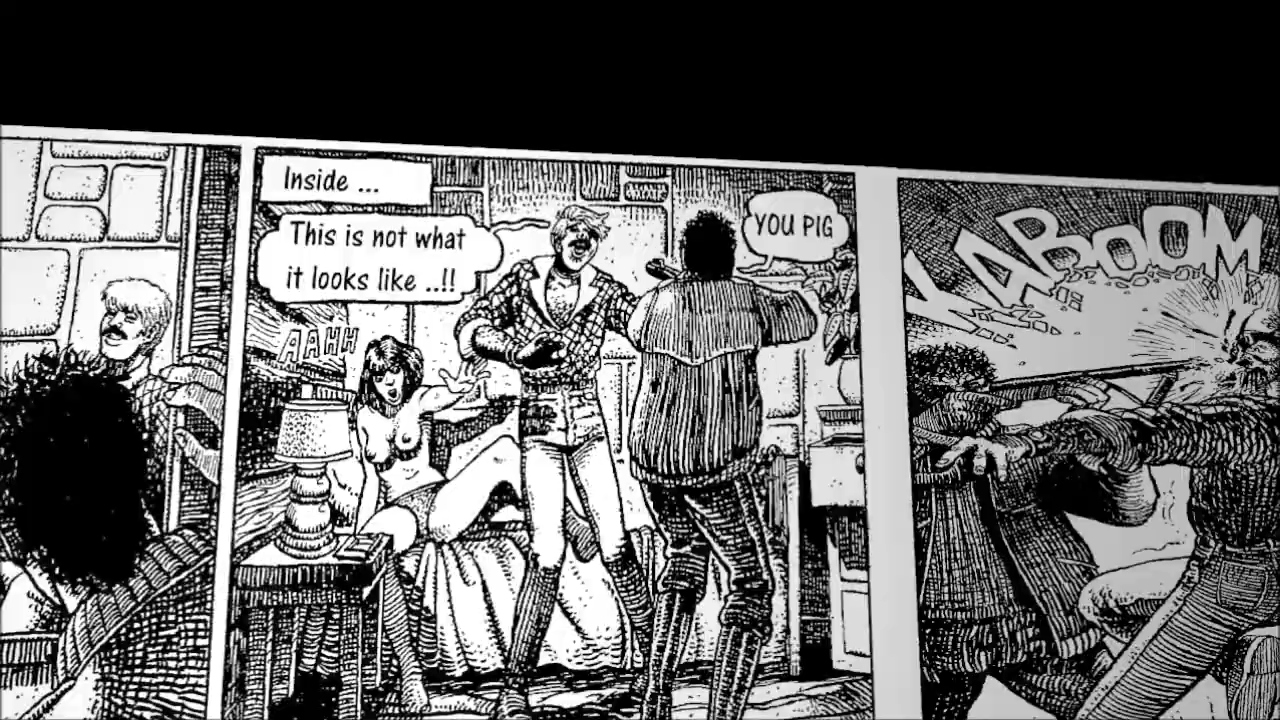 Inside ...
This is not what
it looks like ..!!
AAHH
YOU PIG
KABOOM